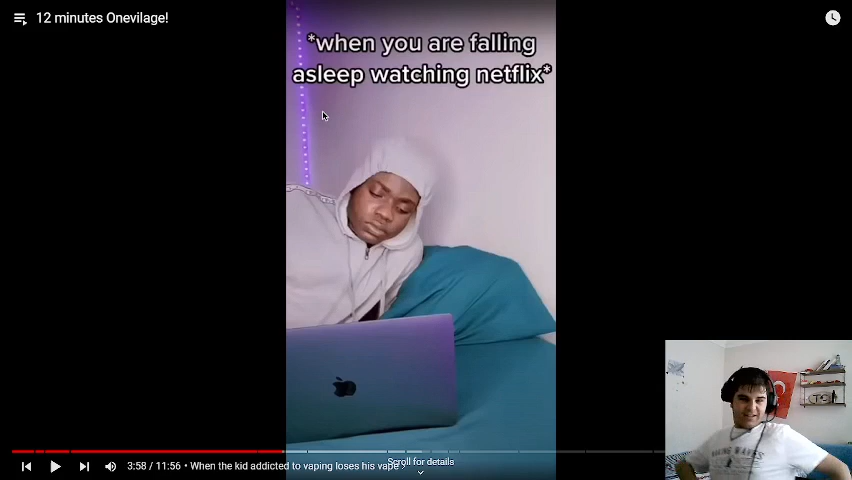 12 minutes Onevilage!
*when you are falling
asleep watching netflix*
3:58 / 11:56 • When the kid addicted to vaping loses his vape
Scroll for details